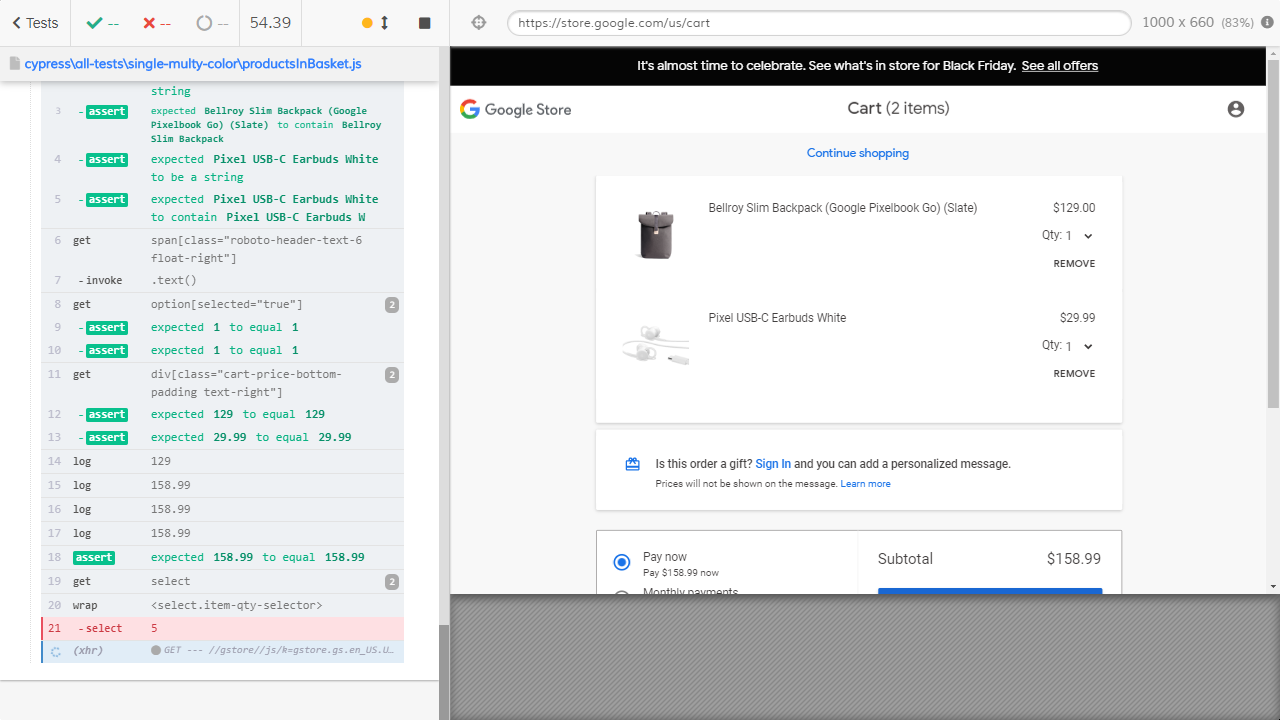 Tests
--
--
--
54.39
https://store.google.com/us/cart
1000 x 660 (83%)
cypress\all-tests\single-multy-color\productsInBasket.js
string
3 - assert expected Bellroy Slim Backpack (Google
Pixelbook Go) (Slate) to contain Bellroy
Slim Backpack
4 - assert expected Pixel USB-C Earbuds White
to be a string
5 - assert expected Pixel USB-C Earbuds White
to contain Pixel USB-C Earbuds W
6 get span[class="roboto-header-text-6
float-right"]
7 - invoke .text()
8 get option[selected="true"] 2
9 - assert expected 1 to equal 1
10 - assert expected 1 to equal 1
11 get div[class="cart-price-bottom- 2
padding text-right"]
12 - assert expected 129 to equal 129
13 - assert expected 29.99 to equal 29.99
14 log 129
15 log 158.99
16 log 158.99
17 log 158.99
18 assert expected 158.99 to equal 158.99
19 get select 2
20 wrap <select.item-qty-selector>
21 - select 5
(xhr) GET --- //gstore//js/k=gstore.gs.en_US.U…
It's almost time to celebrate. See what's in store for Black Friday. See all offers
Google Store
Cart (2 items)
Continue shopping
Bellroy Slim Backpack (Google Pixelbook Go) (Slate) $129.00
Qty: 1
REMOVE
Pixel USB-C Earbuds White $29.99
Qty: 1
REMOVE
Is this order a gift? Sign In and you can add a personalized message.
Prices will not be shown on the message. Learn more
Pay now
Pay $158.99 now
Monthly payments
Subtotal $158.99